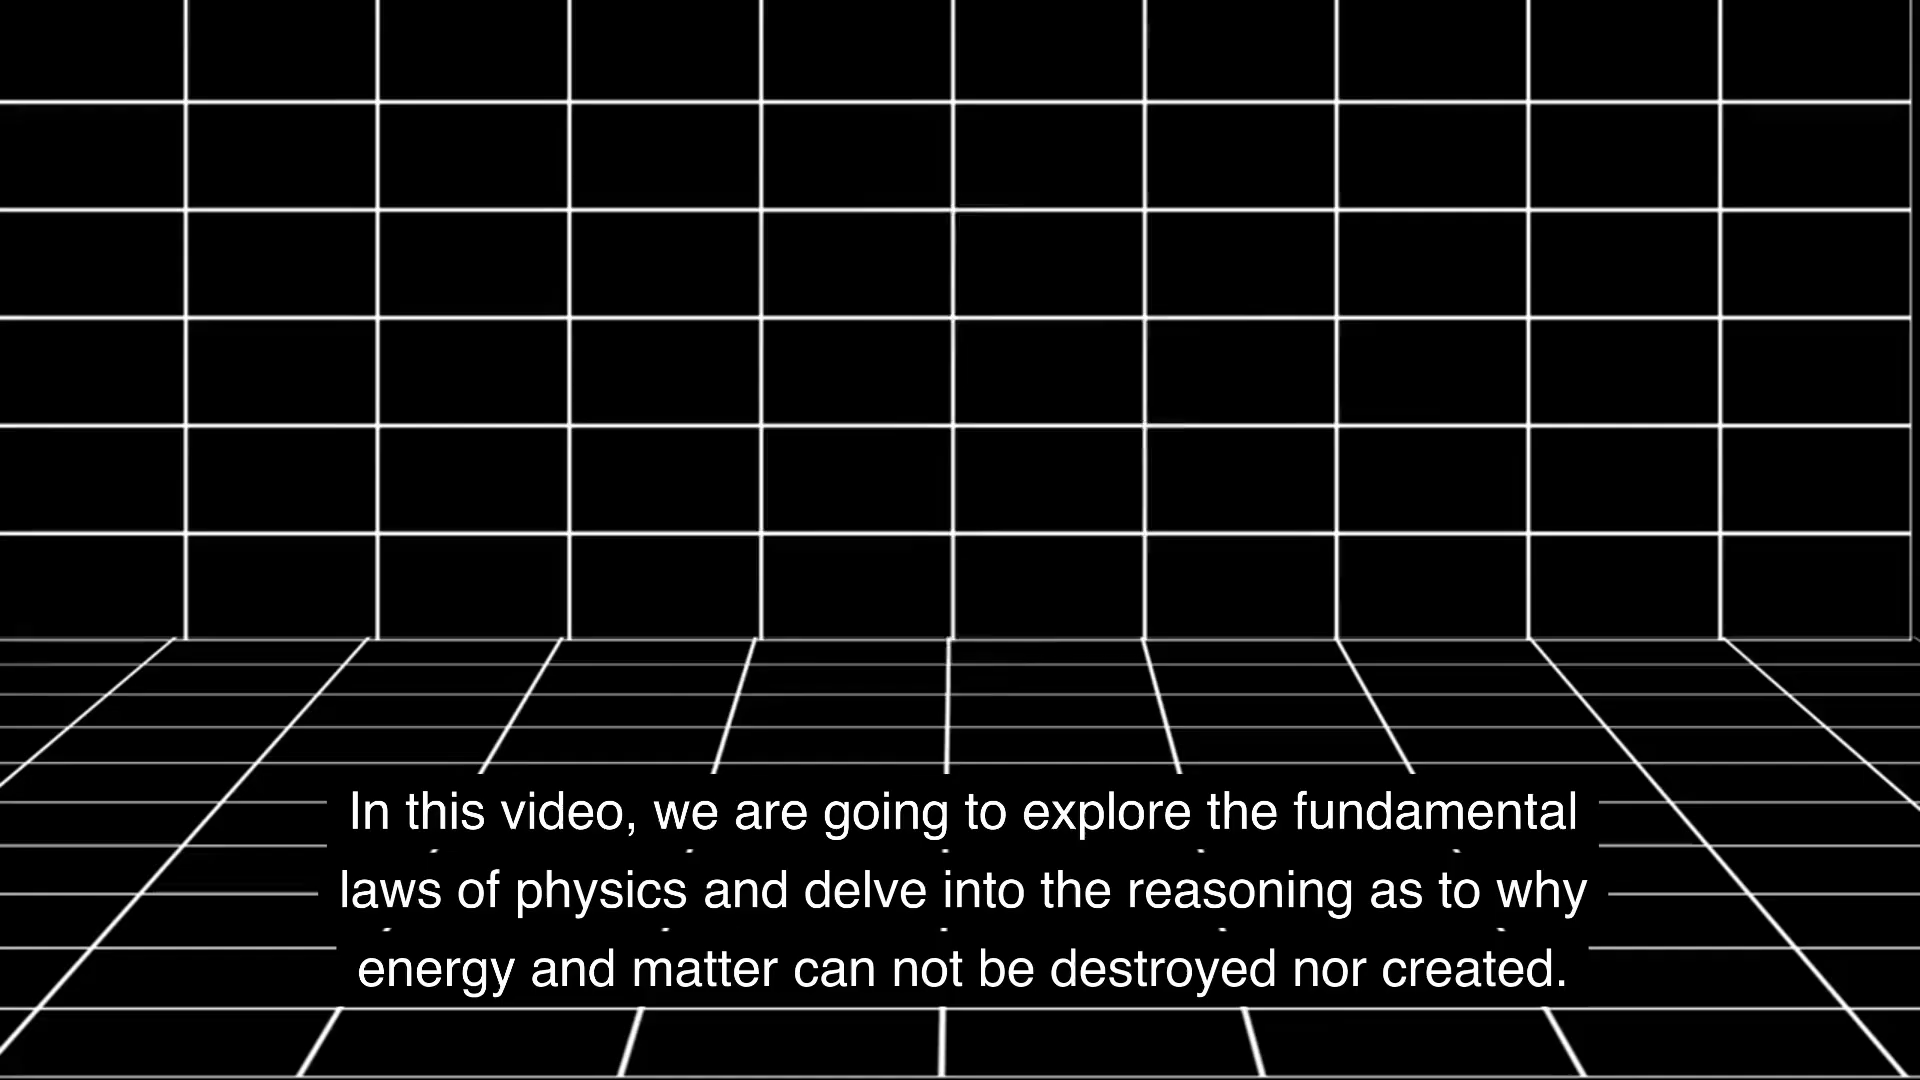 In this video, we are going to explore the fundamental
laws of physics and delve into the reasoning as to why
energy and matter can not be destroyed nor created.